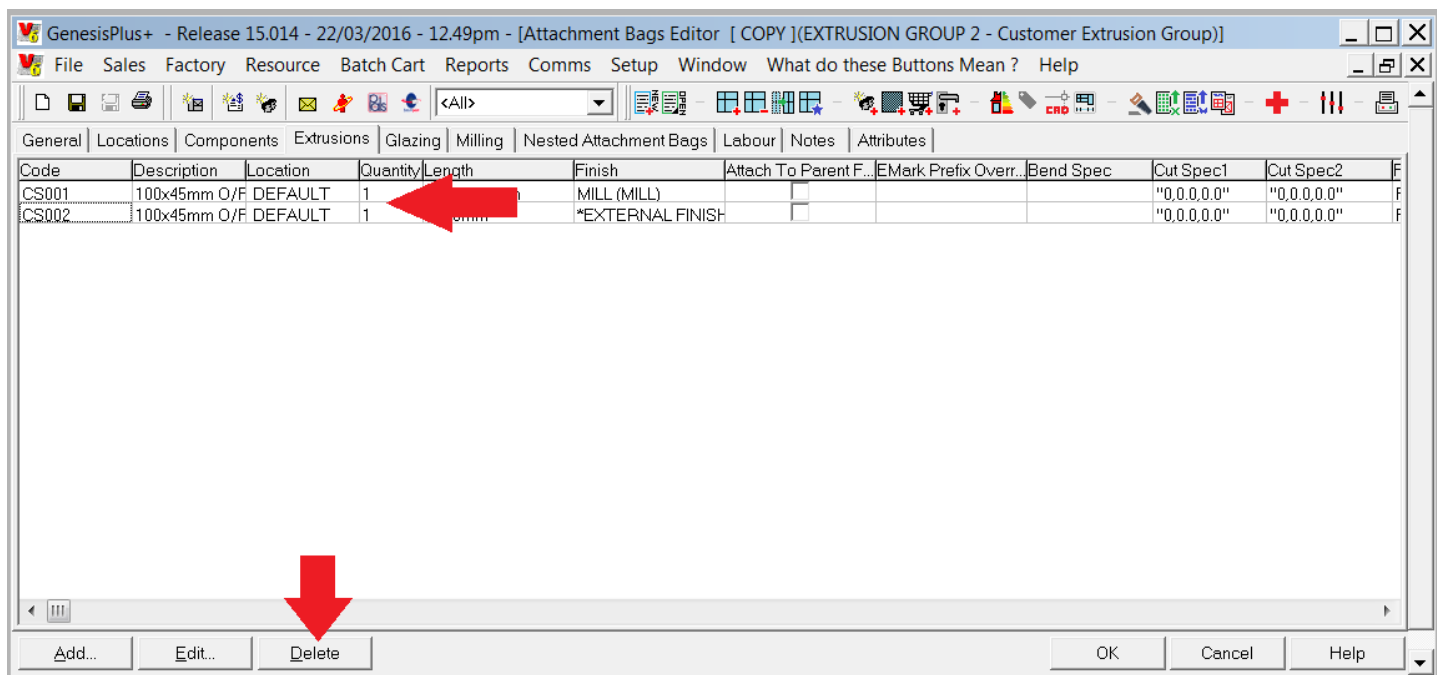 GenesisPlus+ - Release 15.014 - 22/03/2016 - 12.49pm - [Attachment Bags Editor [ COPY ](EXTRUSION GROUP 2 - Customer Extrusion Group)]
File Sales Factory Resource Batch Cart Reports Comms Setup Window What do these Buttons Mean ? Help
<All>
General Locations Components Extrusions Glazing Milling Nested Attachment Bags Labour Notes Attributes
Code Description Location Quantity Length Finish Attach To Parent F... EMark Prefix Overr... Bend Spec Cut Spec1 Cut Spec2 F
CS001 100x45mm O/F DEFAULT 1 MILL (MILL) "0,0.0,0.0" "0,0.0,0.0" F
CS002 100x45mm O/F DEFAULT 1 *EXTERNAL FINISH "0,0.0,0.0" "0,0.0,0.0" F
Add... Edit... Delete OK Cancel Help